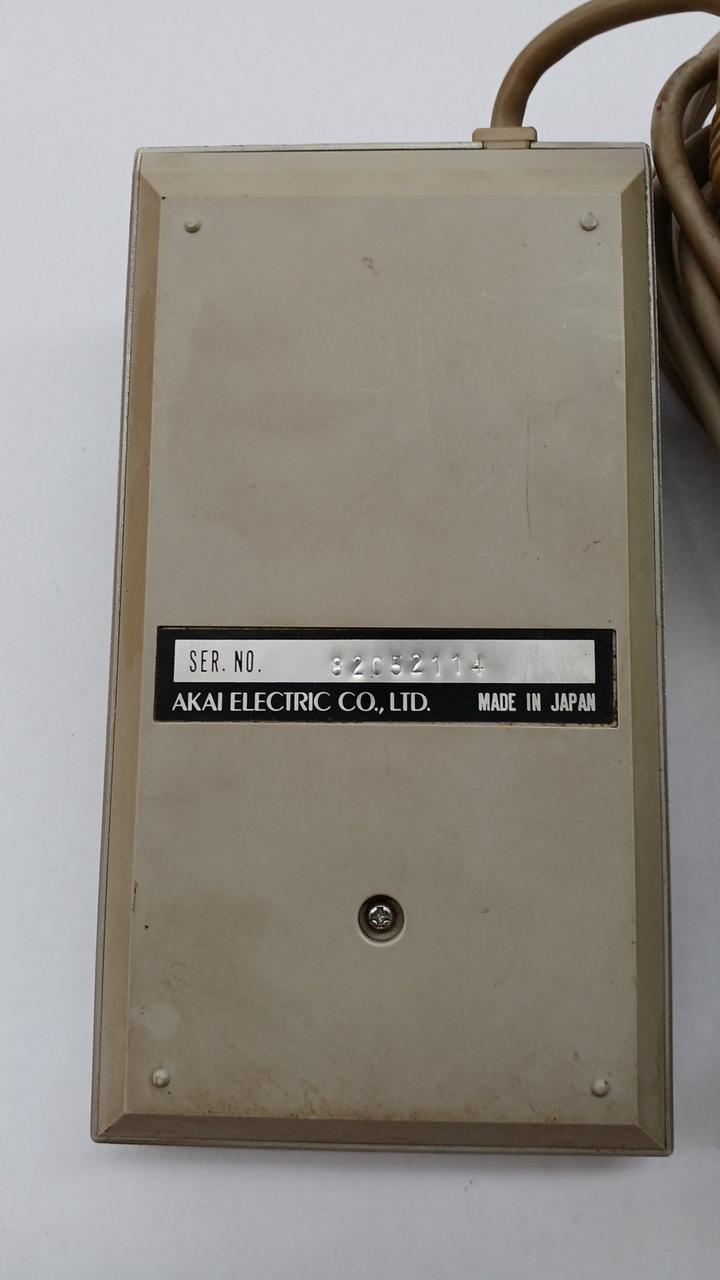 SER. NO. 82052114
AKAI ELECTRIC CO., LTD. MADE IN JAPAN